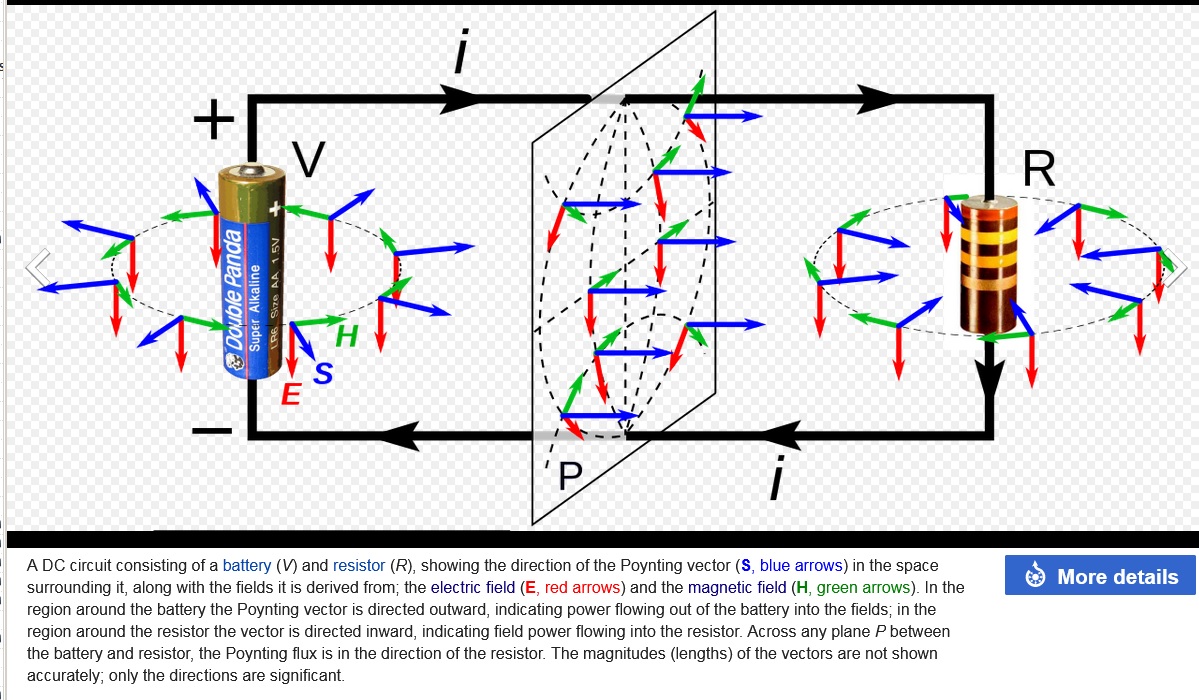 i
+
V
R
Double Panda
Super Alkaline
LR6 Size AA 1.5V
+
H
S
E
−
P
i
A DC circuit consisting of a battery (V) and resistor (R), showing the direction of the Poynting vector (S, blue arrows) in the space
surrounding it, along with the fields it is derived from; the electric field (E, red arrows) and the magnetic field (H, green arrows). In the
region around the battery the Poynting vector is directed outward, indicating power flowing out of the battery into the fields; in the
region around the resistor the vector is directed inward, indicating field power flowing into the resistor. Across any plane P between
the battery and resistor, the Poynting flux is in the direction of the resistor. The magnitudes (lengths) of the vectors are not shown
accurately; only the directions are significant.
More details